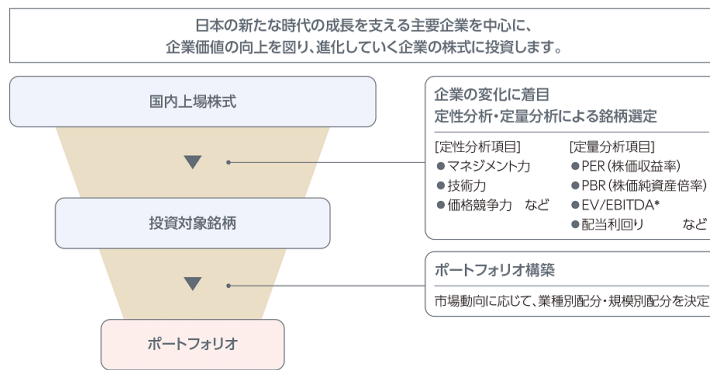 日本の新たな時代の成長を支える主要企業を中心に、
企業価値の向上を図り、進化していく企業の株式に投資します。
国内上場株式
企業の変化に着目
定性分析・定量分析による銘柄選定
[定性分析項目]
●マネジメント力
●技術力
●価格競争力 など
[定量分析項目]
●PER（株価収益率）
●PBR（株価純資産倍率）
●EV/EBITDA*
●配当利回り など
投資対象銘柄
ポートフォリオ構築
市場動向に応じて、業種別配分・規模別配分を決定
ポートフォリオ